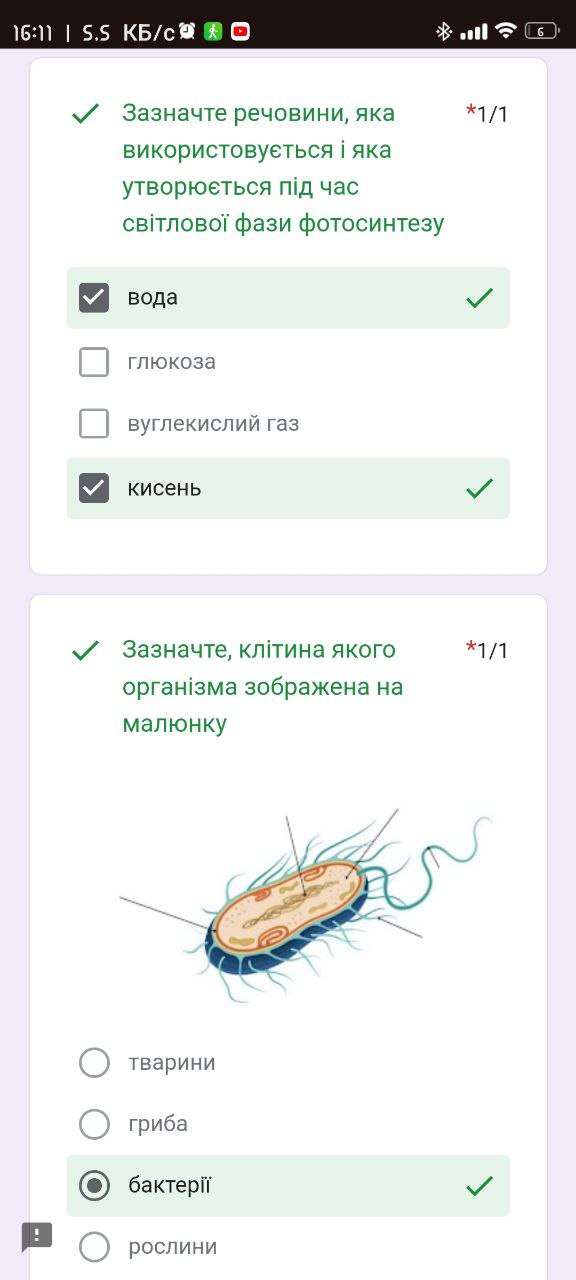 16:11 | 5.5 КБ/с
6
Зазначте речовини, яка
*1/1
використовується і яка
утворюється під час
світлової фази фотосинтезу
вода
глюкоза
вуглекислий газ
кисень
Зазначте, клітина якого
*1/1
організма зображена на
малюнку
тварини
гриба
бактерії
рослини